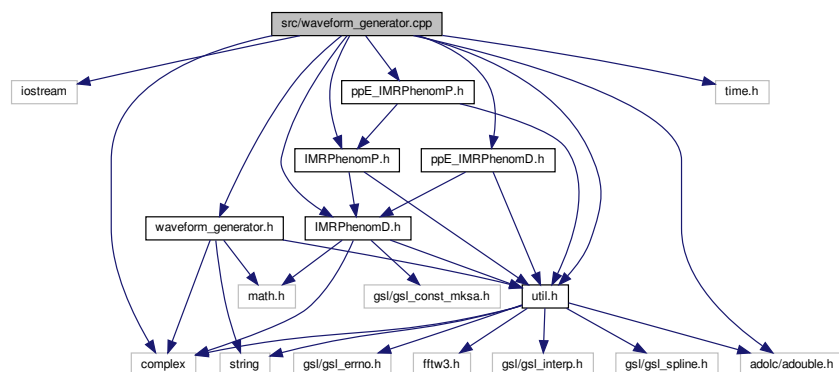 src/waveform_generator.cpp
iostream
ppE_IMRPhenomP.h
time.h
IMRPhenomP.h
ppE_IMRPhenomD.h
waveform_generator.h
IMRPhenomD.h
math.h
gsl/gsl_const_mksa.h
util.h
complex
string
gsl/gsl_errno.h
fftw3.h
gsl/gsl_interp.h
gsl/gsl_spline.h
adolc/adouble.h